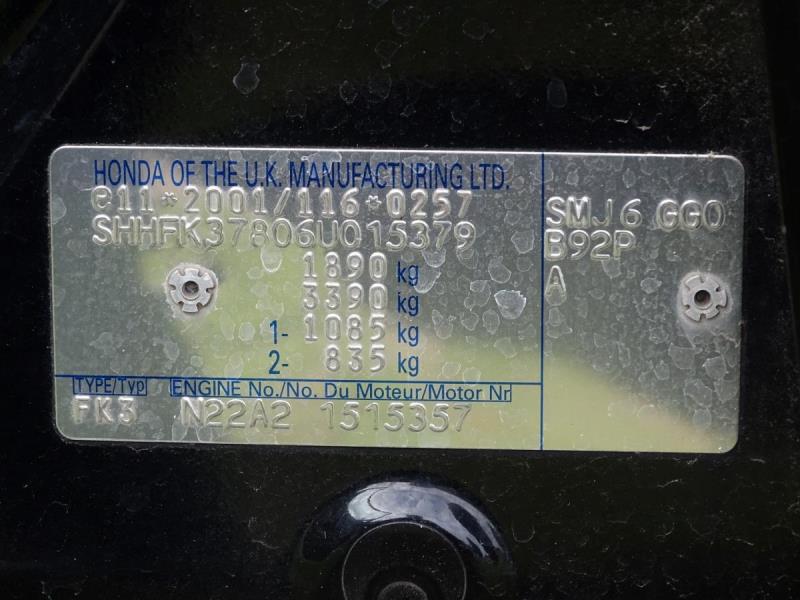 HONDA OF THE U.K. MANUFACTURING LTD.
e11*2001/116*0257
SHHFK37806U015379
1890 kg
3390 kg
1- 1085 kg
2- 835 kg
TYPE/Typ ENGINE No./No. Du Moteur/Motor Nr
FK3 N22A2 1515357
SMJ6 GG0
B92P
A